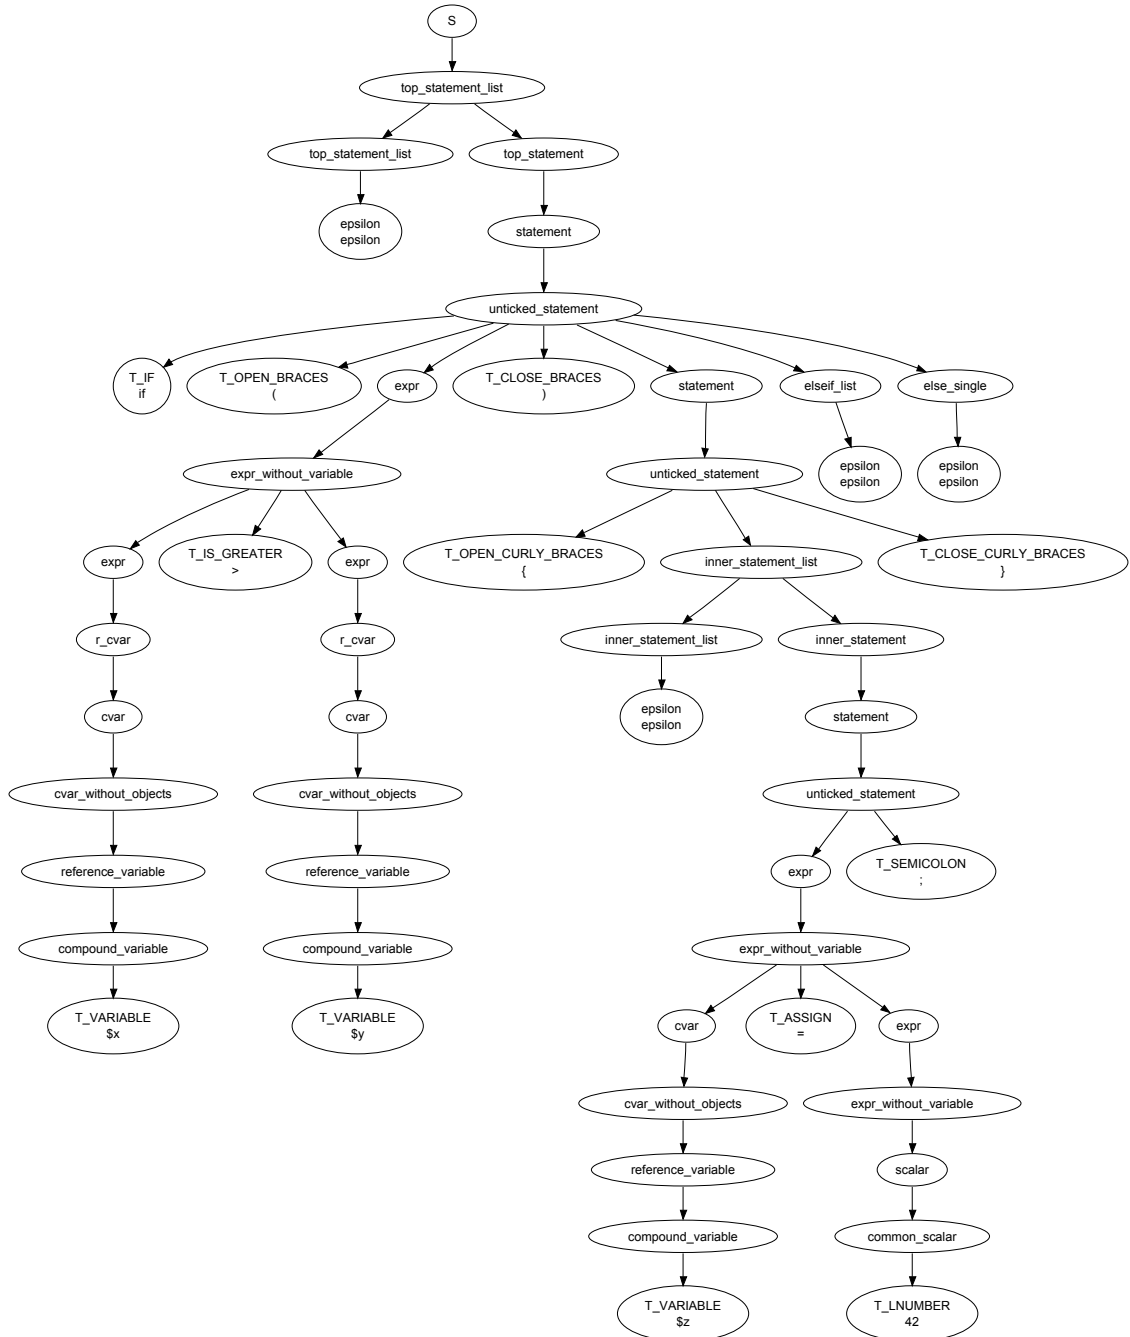 S
top_statement_list
top_statement_list
top_statement
epsilon
epsilon
statement
unticked_statement
T_IF
if
T_OPEN_BRACES
(
expr
T_CLOSE_BRACES
)
statement
elseif_list
else_single
expr_without_variable
unticked_statement
epsilon
epsilon
epsilon
epsilon
expr
T_IS_GREATER
>
expr
T_OPEN_CURLY_BRACES
{
inner_statement_list
T_CLOSE_CURLY_BRACES
}
r_cvar
r_cvar
inner_statement_list
inner_statement
cvar
cvar
epsilon
epsilon
statement
cvar_without_objects
cvar_without_objects
unticked_statement
reference_variable
reference_variable
expr
T_SEMICOLON
;
compound_variable
compound_variable
expr_without_variable
T_VARIABLE
$x
T_VARIABLE
$y
cvar
T_ASSIGN
=
expr
cvar_without_objects
expr_without_variable
reference_variable
scalar
compound_variable
common_scalar
T_VARIABLE
$z
T_LNUMBER
42